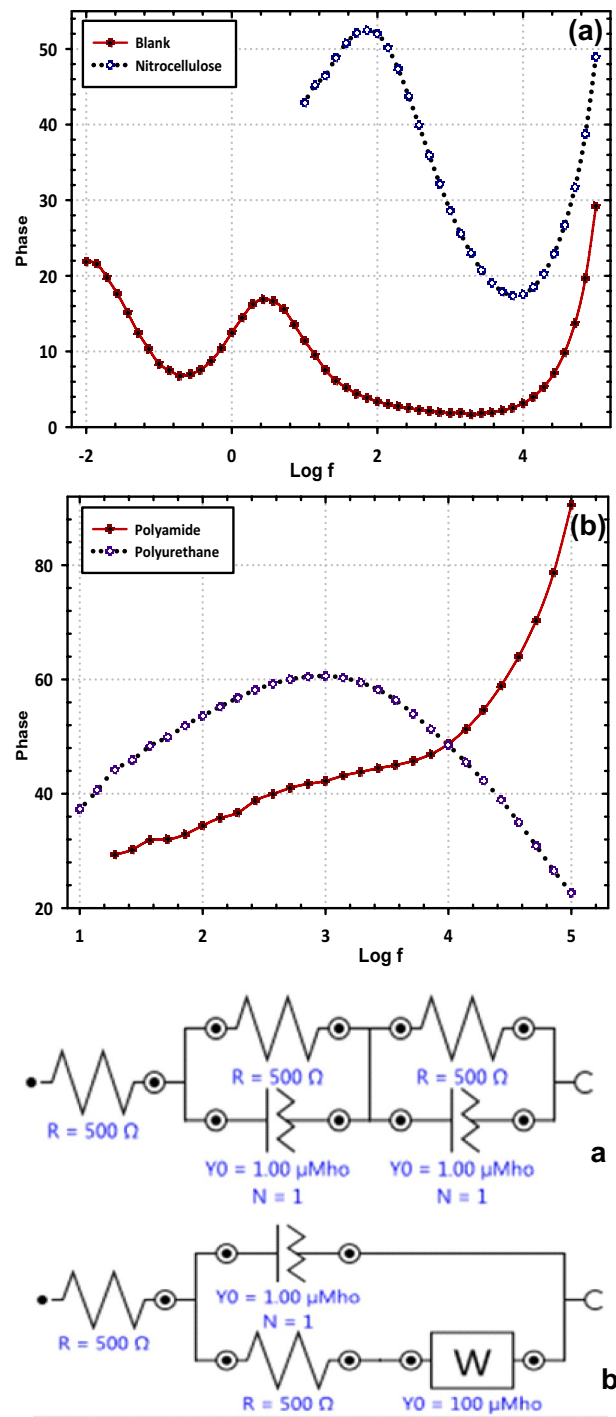 (a)
Blank
Nitrocellulose
50
40
30
20
10
0
Phase
-2 0 2 4
Log f
(b)
Polyamide
Polyurethane
80
60
40
20
Phase
1 2 3 4 5
Log f
R = 500 Ω
R = 500 Ω
R = 500 Ω
Y0 = 1.00 µMho
N = 1
Y0 = 1.00 µMho
N = 1
a
R = 500 Ω
Y0 = 1.00 µMho
N = 1
R = 500 Ω
W
Y0 = 100 µMho
b